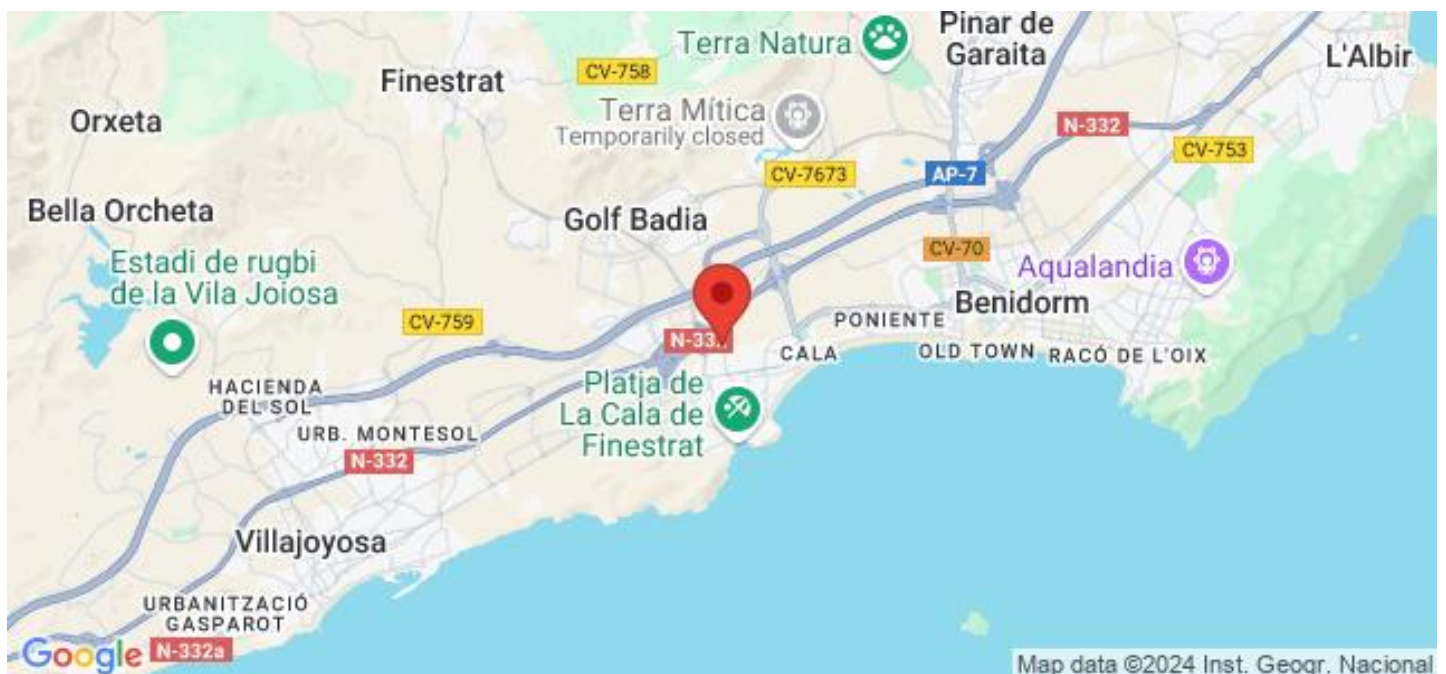 Terra Natura
Pinar de
Garaita
L'Albir
Finestrat
CV-758
Orxeta
Terra Mítica
Temporarily closed
N-332
CV-753
CV-7673
AP-7
Bella Orcheta
Golf Badia
CV-70
Estadi de rugbi
de la Vila Joiosa
Aqualandia
Benidorm
CV-759
PONIENTE
CALA
OLD TOWN
RACÓ DE L'OIX
HACIENDA
DEL SOL
Platja de
La Cala de
Finestrat
URB. MONTESOL
N-332
Villajoyosa
URBANITZACIÓ
GASPAROT
N-332a
Google
Map data ©2024 Inst. Geogr. Nacional